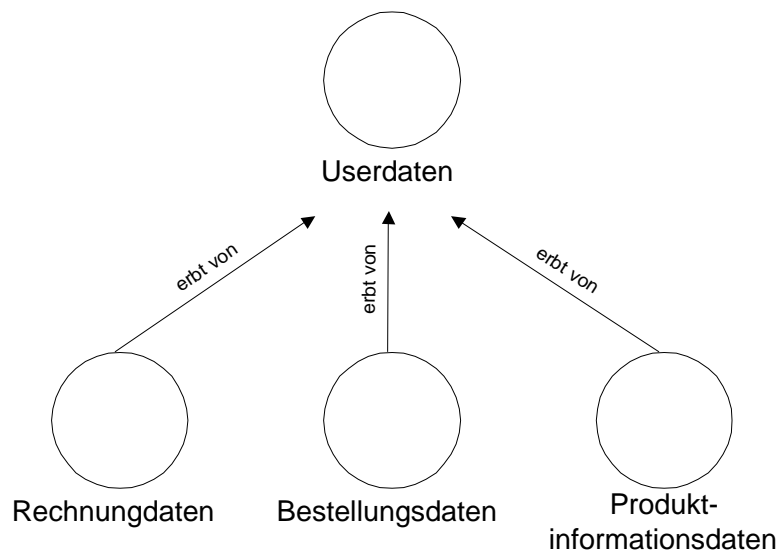 Userdaten
erbt von
erbt von
erbt von
Rechnungdaten
Bestellungsdaten
Produkt-
informationsdaten